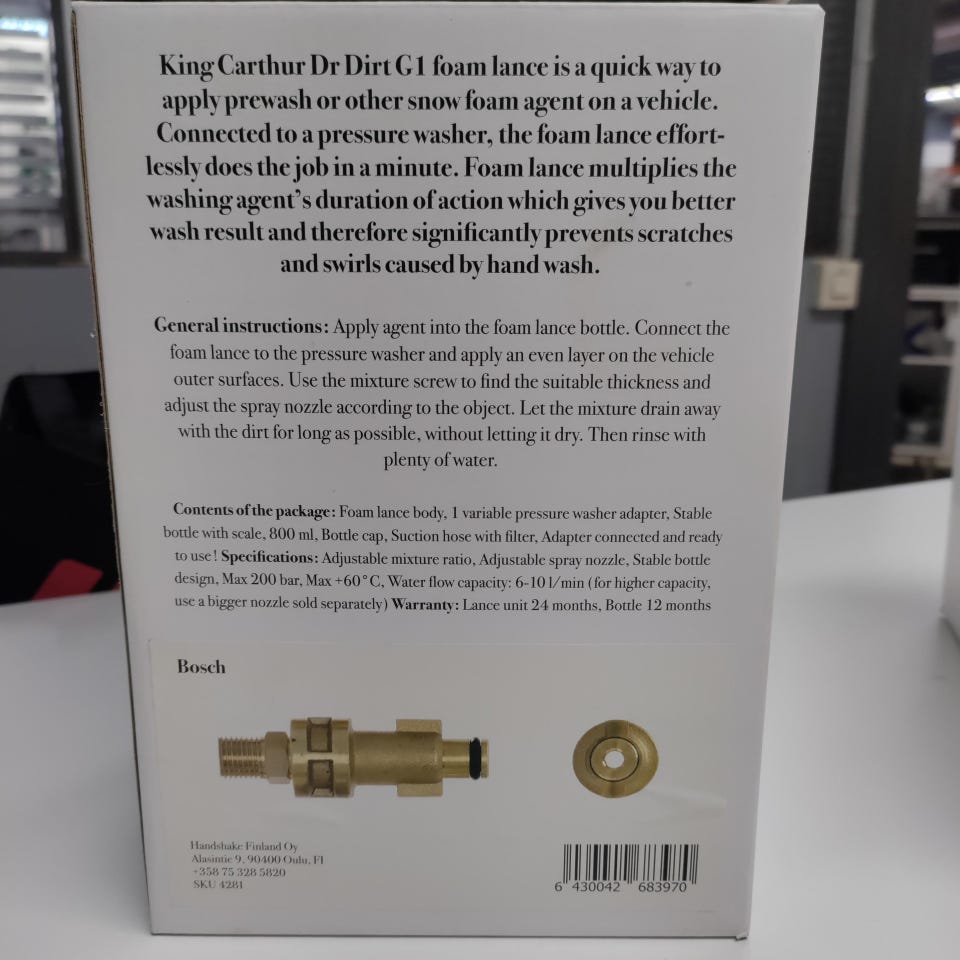 King Carthur Dr Dirt G1 foam lance is a quick way to
apply prewash or other snow foam agent on a vehicle.
Connected to a pressure washer, the foam lance effort-
lessly does the job in a minute. Foam lance multiplies the
washing agent's duration of action which gives you better
wash result and therefore significantly prevents scratches
and swirls caused by hand wash.
General instructions: Apply agent into the foam lance bottle. Connect the
foam lance to the pressure washer and apply an even layer on the vehicle
outer surfaces. Use the mixture screw to find the suitable thickness and
adjust the spray nozzle according to the object. Let the mixture drain away
with the dirt for long as possible, without letting it dry. Then rinse with
plenty of water.
Contents of the package: Foam lance body, 1 variable pressure washer adapter, Stable
bottle with scale, 800 ml, Bottle cap, Suction hose with filter, Adapter connected and ready
to use! Specifications: Adjustable mixture ratio, Adjustable spray nozzle, Stable bottle
design, Max 200 bar, Max +60°C, Water flow capacity: 6-10 l/min (for higher capacity,
use a bigger nozzle sold separately) Warranty: Lance unit 24 months, Bottle 12 months
Bosch
Handshake Finland Oy
Alasintie 9, 90400 Oulu, FI
+358 75 328 5820
SKU 4281
6 430042 683970